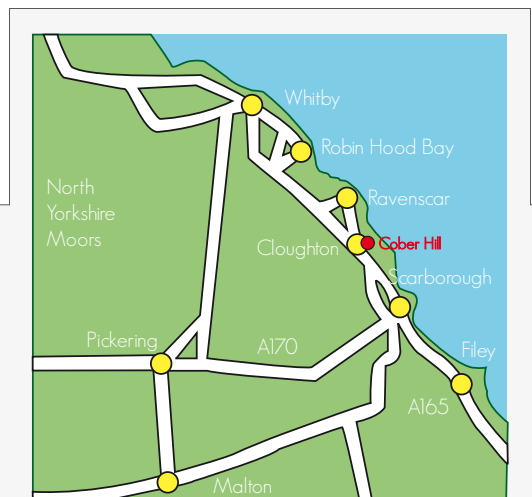 Whitby
Robin Hood Bay
North
Yorkshire
Moors
Ravenscar
Cloughton
Cober Hill
Scarborough
Pickering
A170
Filey
A165
Malton